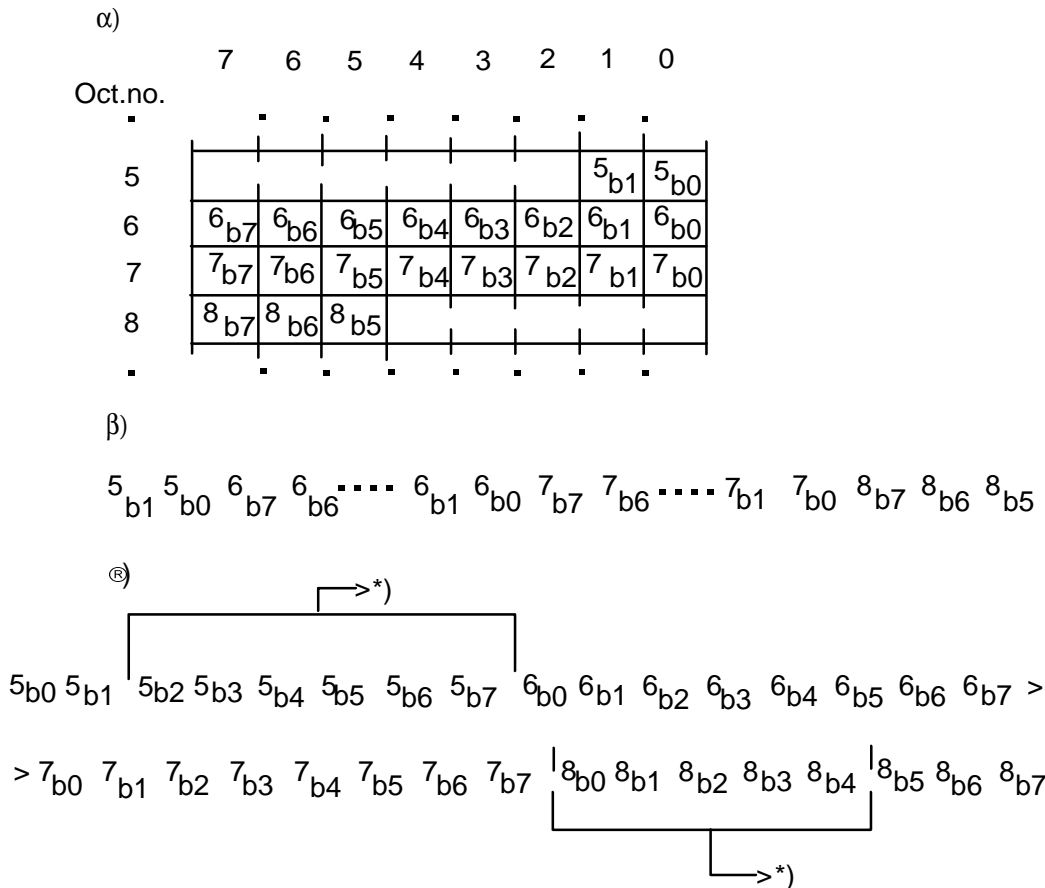 α)
7 6 5 4 3 2 1 0
Oct.no.
5 5b1 5b0
6 6b7 6b6 6b5 6b4 6b3 6b2 6b1 6b0
7 7b7 7b6 7b5 7b4 7b3 7b2 7b1 7b0
8 8b7 8b6 8b5
β)
5b1 5b0 6b7 6b6 .... 6b1 6b0 7b7 7b6 .... 7b1 7b0 8b7 8b6 8b5
®)
>*)
5b0 5b1 5b2 5b3 5b4 5b5 5b6 5b7 6b0 6b1 6b2 6b3 6b4 6b5 6b6 6b7 >
> 7b0 7b1 7b2 7b3 7b4 7b5 7b6 7b7 8b0 8b1 8b2 8b3 8b4 8b5 8b6 8b7
>*)